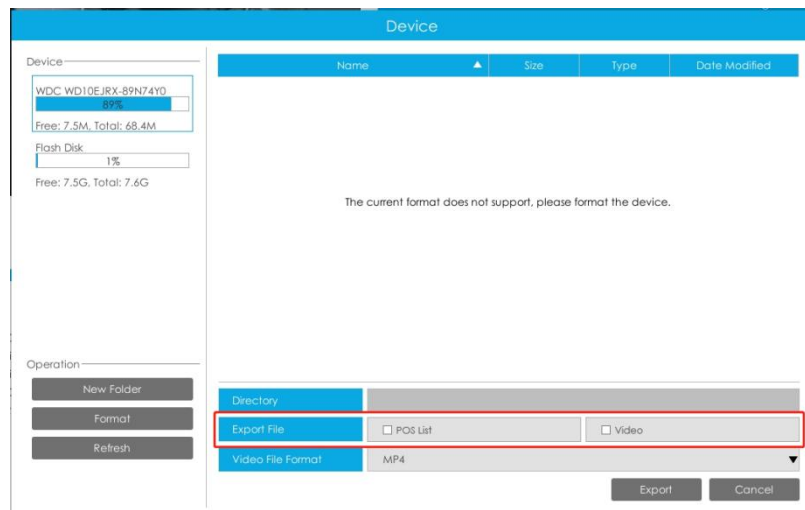 Device
Device
WDC WD10EJRX-89N74Y0
89%
Free: 7.5M, Total: 68.4M
Flash Disk
1%
Free: 7.5G, Total: 7.6G
Name Size Type Date Modified
The current format does not support, please format the device.
Operation
New Folder
Format
Refresh
Directory
Export File POS List Video
Video File Format MP4
Export Cancel